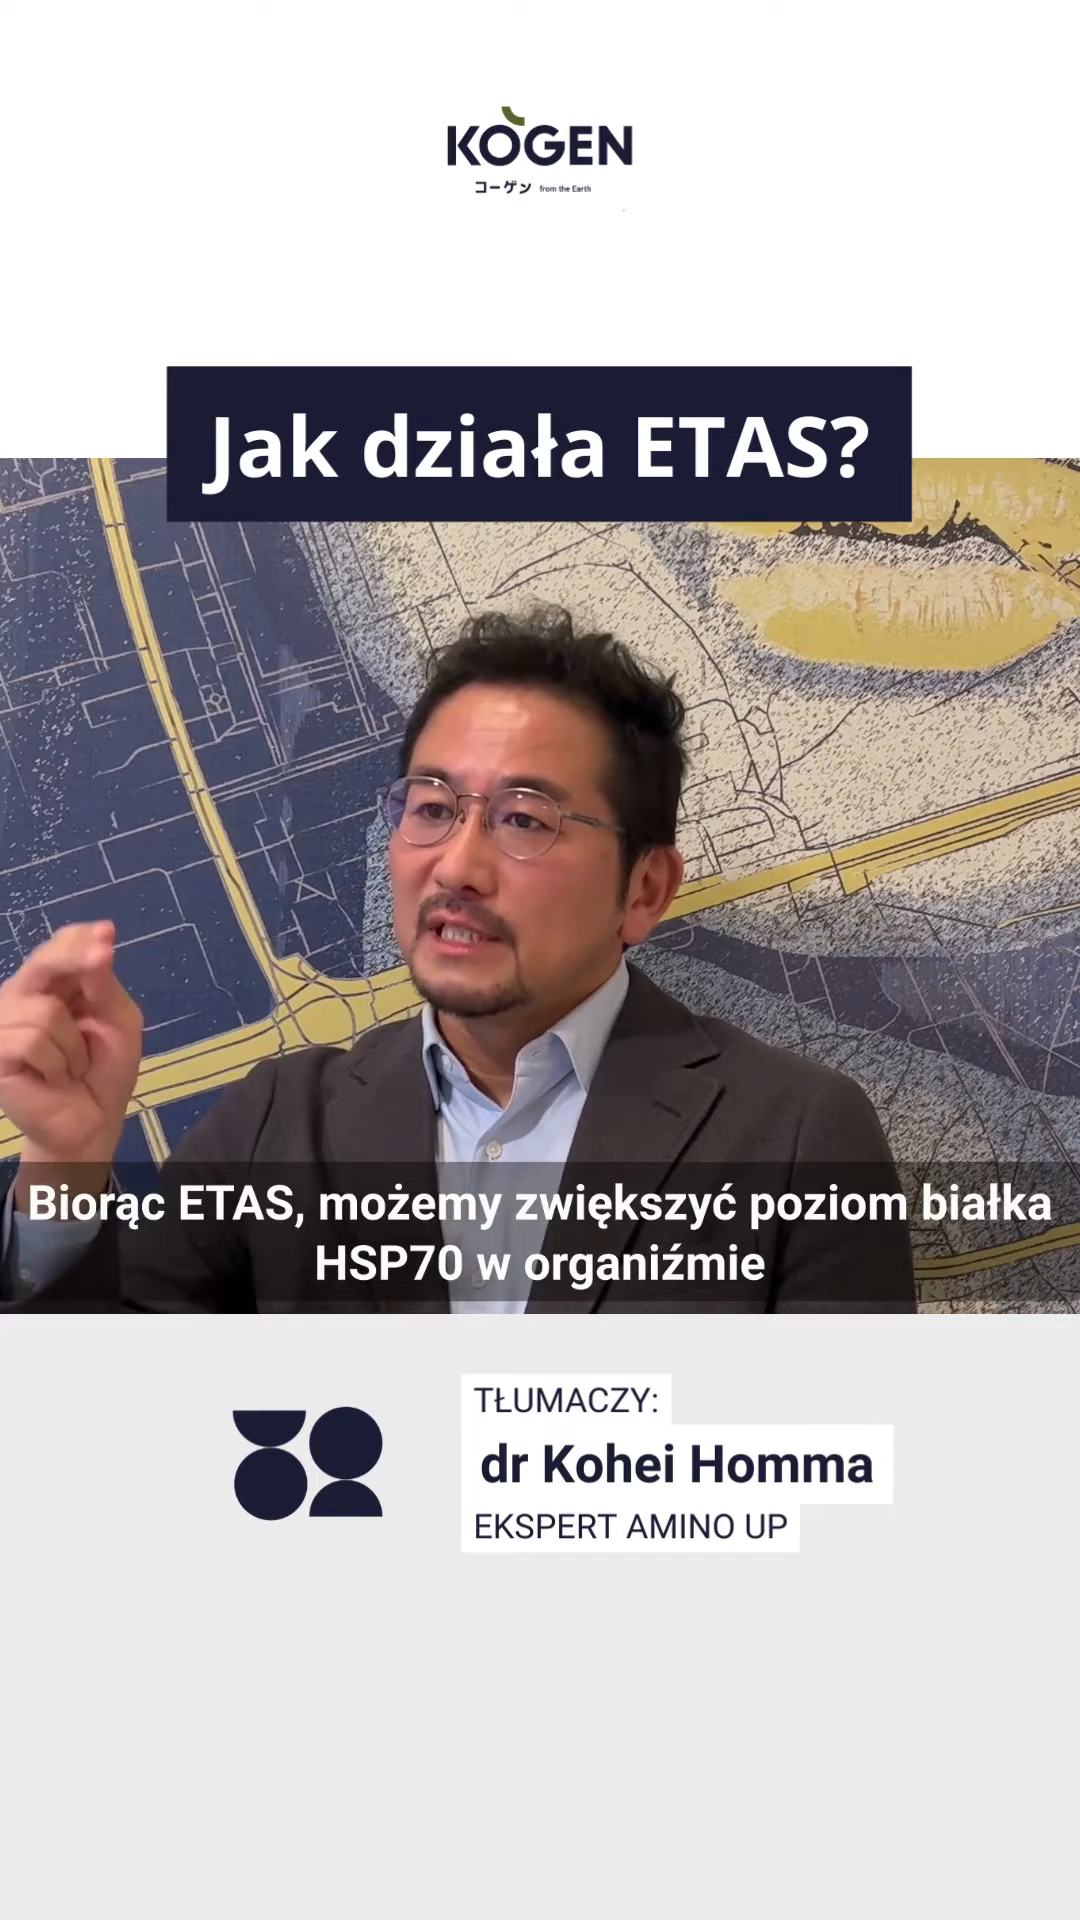 KOGEN
コーゲン from the Earth
Jak działa ETAS?
Biorąc ETAS, możemy zwiększyć poziom białka
HSP70 w organiźmie
TŁUMACZY:
dr Kohei Homma
EKSPERT AMINO UP